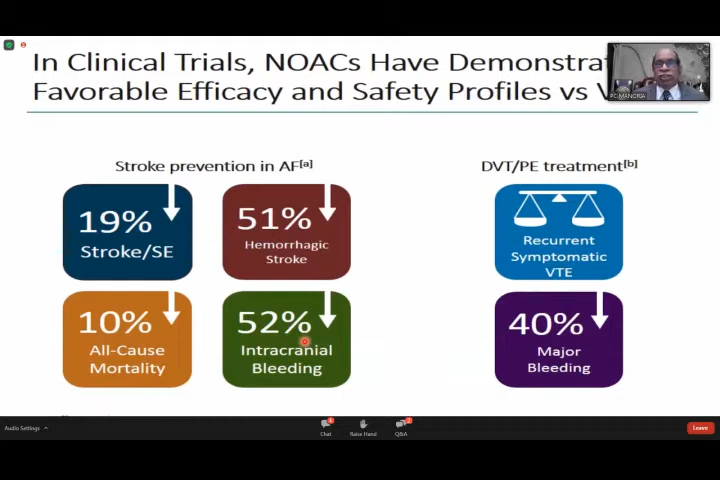 In Clinical Trials, NOACs Have Demonstrat
Favorable Efficacy and Safety Profiles vs V
PC MANORIA
Stroke prevention in AF[a]
DVT/PE treatment[b]
19%
Stroke/SE
51%
Hemorrhagic
Stroke
Recurrent
Symptomatic
VTE
10%
All-Cause
Mortality
52%
Intracranial
Bleeding
40%
Major
Bleeding
Audio Settings
Chat
Raise Hand
Q&A
Leave